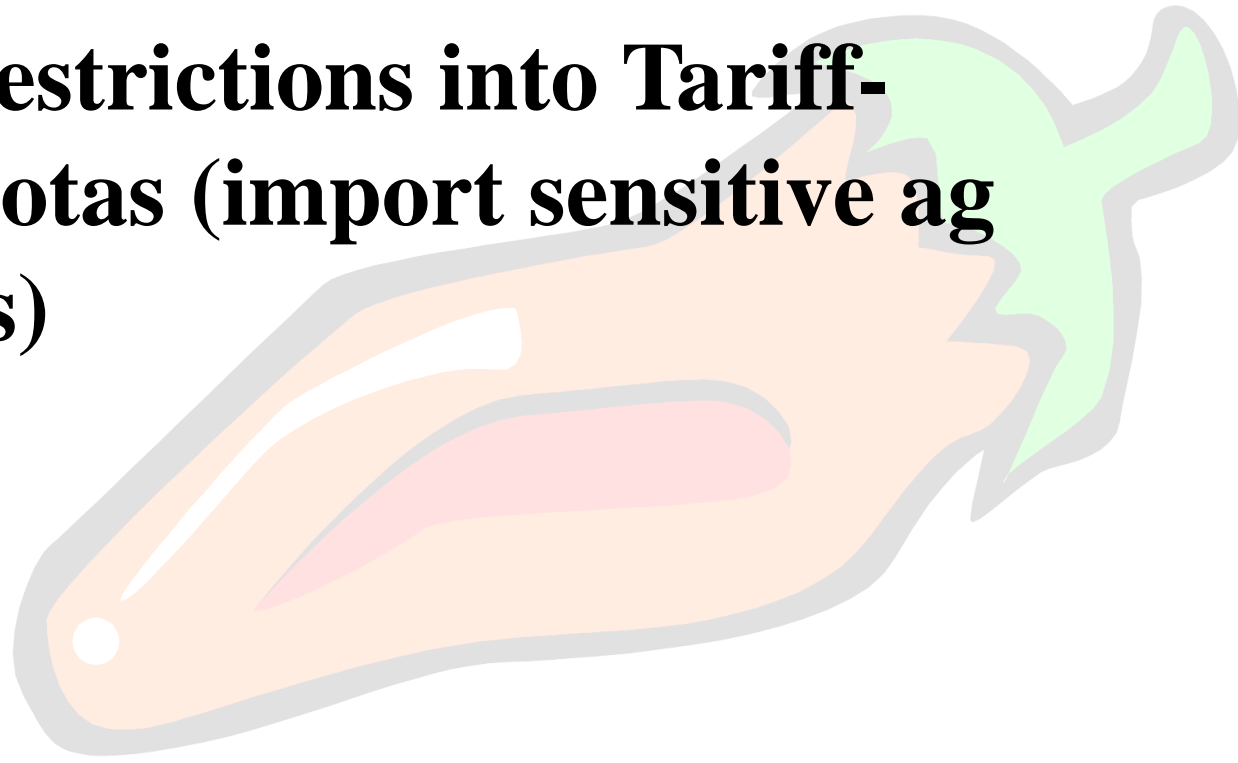 estrictions into Tariff-
otas (import sensitive ag
s)